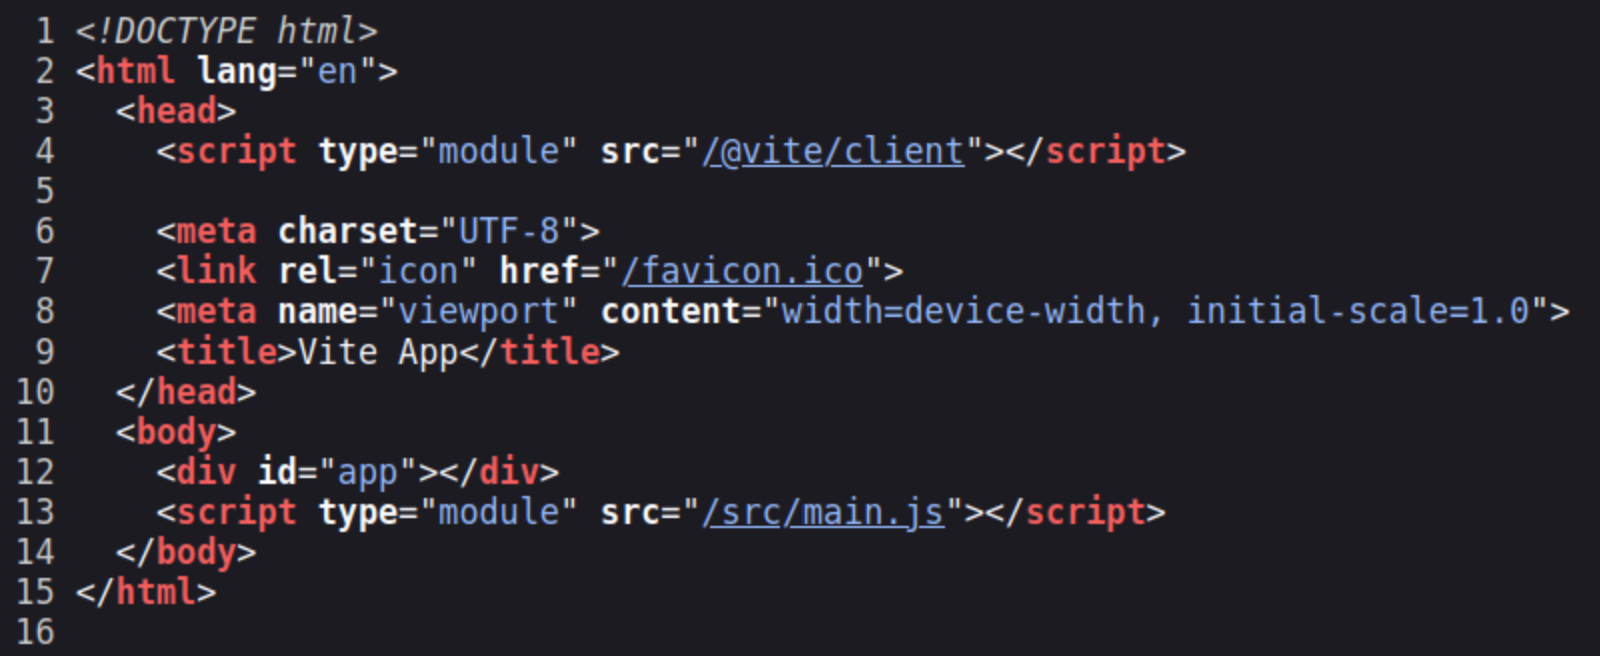 1 <!DOCTYPE html>
2 <html lang="en">
3   <head>
4     <script type="module" src="/@vite/client"></script>
5
6     <meta charset="UTF-8">
7     <link rel="icon" href="/favicon.ico">
8     <meta name="viewport" content="width=device-width, initial-scale=1.0">
9     <title>Vite App</title>
10   </head>
11   <body>
12     <div id="app"></div>
13     <script type="module" src="/src/main.js"></script>
14   </body>
15 </html>
16